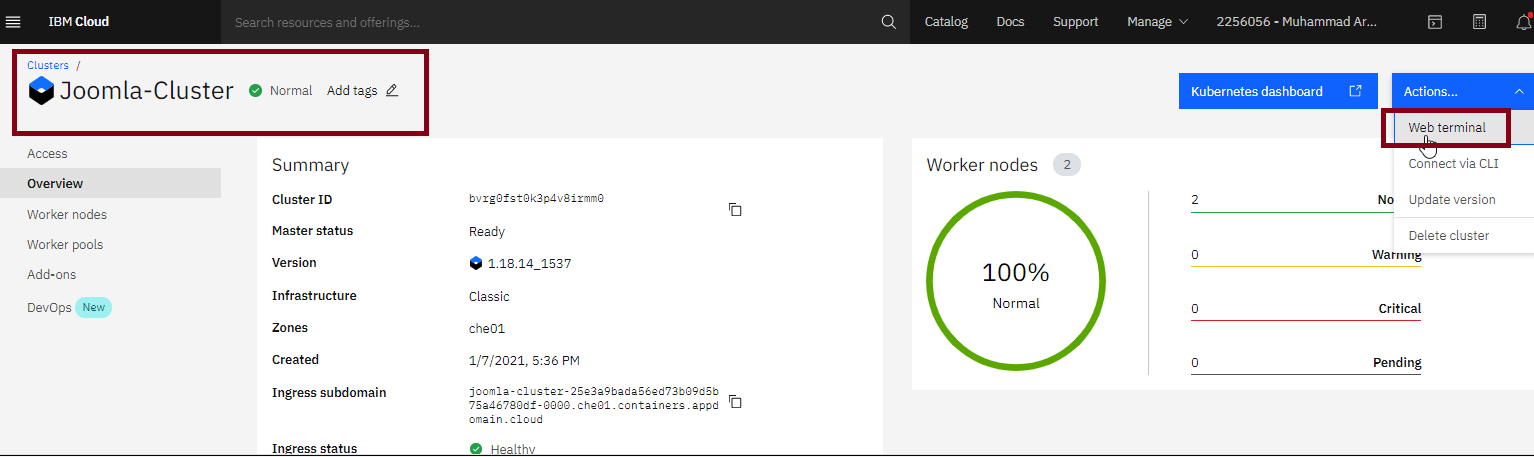 IBM Cloud
Search resources and offerings...
Catalog
Docs
Support
Manage
2256056 - Muhammad Ar...
Clusters /
Joomla-Cluster
Normal
Add tags
Kubernetes dashboard
Actions...
Web terminal
Connect via CLI
Update version
Delete cluster
Access
Overview
Worker nodes
Worker pools
Add-ons
DevOps New
Summary
Cluster ID
bvrg0fst0k3p4v8irmm0
Master status
Ready
Version
1.18.14_1537
Infrastructure
Classic
Zones
che01
Created
1/7/2021, 5:36 PM
Ingress subdomain
joomla-cluster-25e3a9bada56ed73b09d5b
75a46780df-0000.che01.containers.appd
omain.cloud
Ingress status
Healthy
Worker nodes 2
100%
Normal
2 No
0 Warning
0 Critical
0 Pending